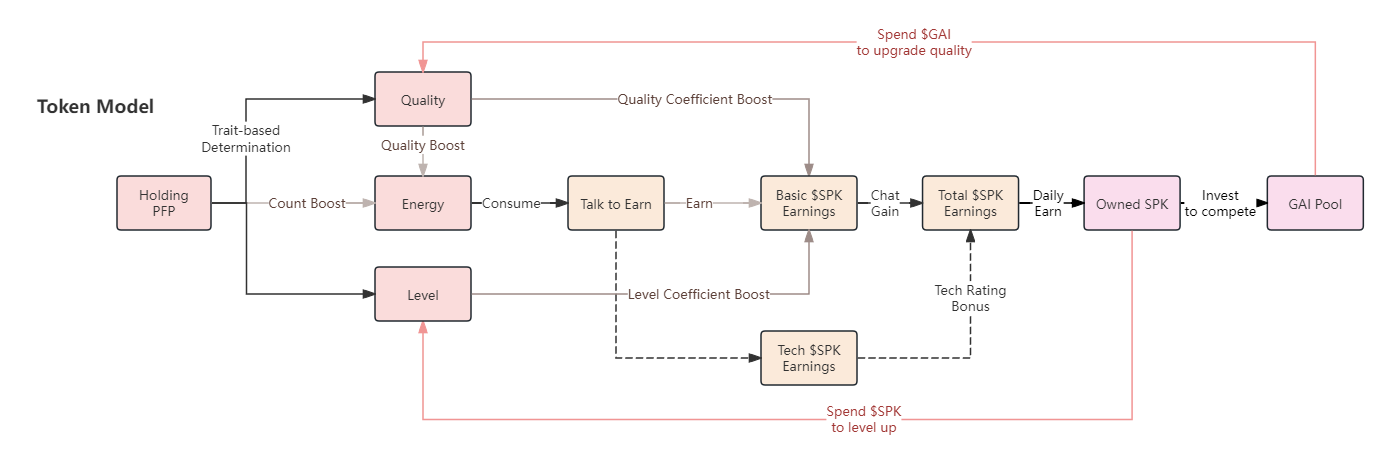 Spend $GAI
to upgrade quality
Token Model
Quality
Quality Coefficient Boost
Trait-based
Determination
Quality Boost
Holding
PFP
Count Boost
Energy
Consume
Talk to Earn
Earn
Basic $SPK
Earnings
Chat
Gain
Total $SPK
Earnings
Daily
Earn
Owned SPK
Invest
to compete
GAI Pool
Level
Level Coefficient Boost
Tech Rating
Bonus
Tech $SPK
Earnings
Spend $SPK
to level up